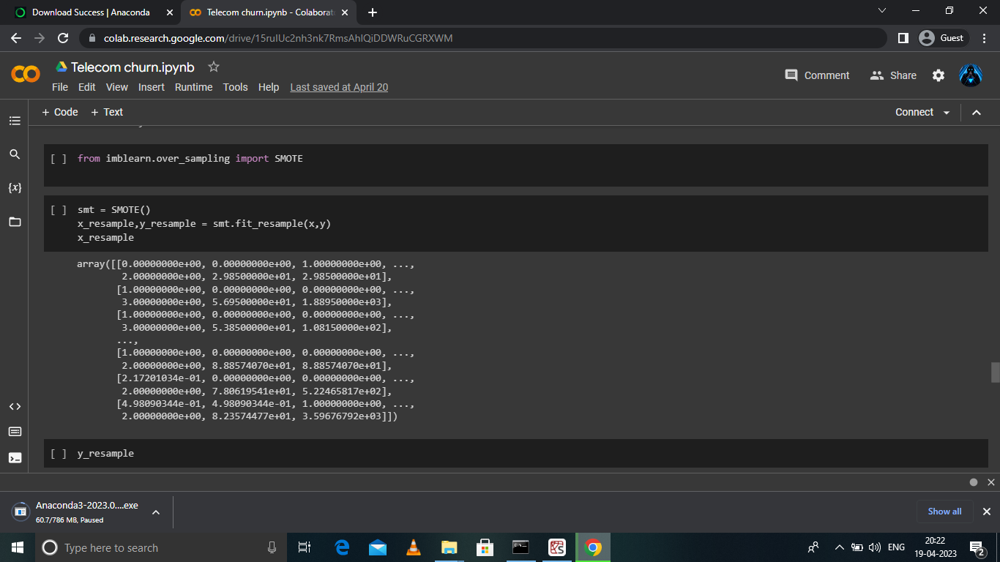 Download Success | Anaconda
Telecom churn.ipynb - Colaborat
colab.research.google.com/drive/15ruIUc2nh3nk7RmsAhlQiDDWRuCGRXWM
Guest
Telecom churn.ipynb
Comment
Share
File Edit View Insert Runtime Tools Help Last saved at April 20
+ Code + Text
Connect
[ ] from imblearn.over_sampling import SMOTE
[ ] smt = SMOTE()
x_resample,y_resample = smt.fit_resample(x,y)
x_resample
array([[0.00000000e+00, 0.00000000e+00, 1.00000000e+00, ...,
2.00000000e+00, 2.98500000e+01, 2.98500000e+01],
[1.00000000e+00, 0.00000000e+00, 0.00000000e+00, ...,
3.00000000e+00, 5.69500000e+01, 1.88950000e+03],
[1.00000000e+00, 0.00000000e+00, 0.00000000e+00, ...,
3.00000000e+00, 5.38500000e+01, 1.08150000e+02],
...,
[1.00000000e+00, 0.00000000e+00, 0.00000000e+00, ...,
2.00000000e+00, 8.88574070e+01, 8.88574070e+01],
[2.17201034e-01, 0.00000000e+00, 0.00000000e+00, ...,
2.00000000e+00, 7.80619541e+01, 5.22465817e+02],
[4.98090344e-01, 4.98090344e-01, 1.00000000e+00, ...,
2.00000000e+00, 8.23574477e+01, 3.59676792e+03]])
[ ] y_resample
{x}
Anaconda3-2023.0....exe
60.7/786 MB, Paused
Show all
Type here to search
ENG
20:22
19-04-2023
2